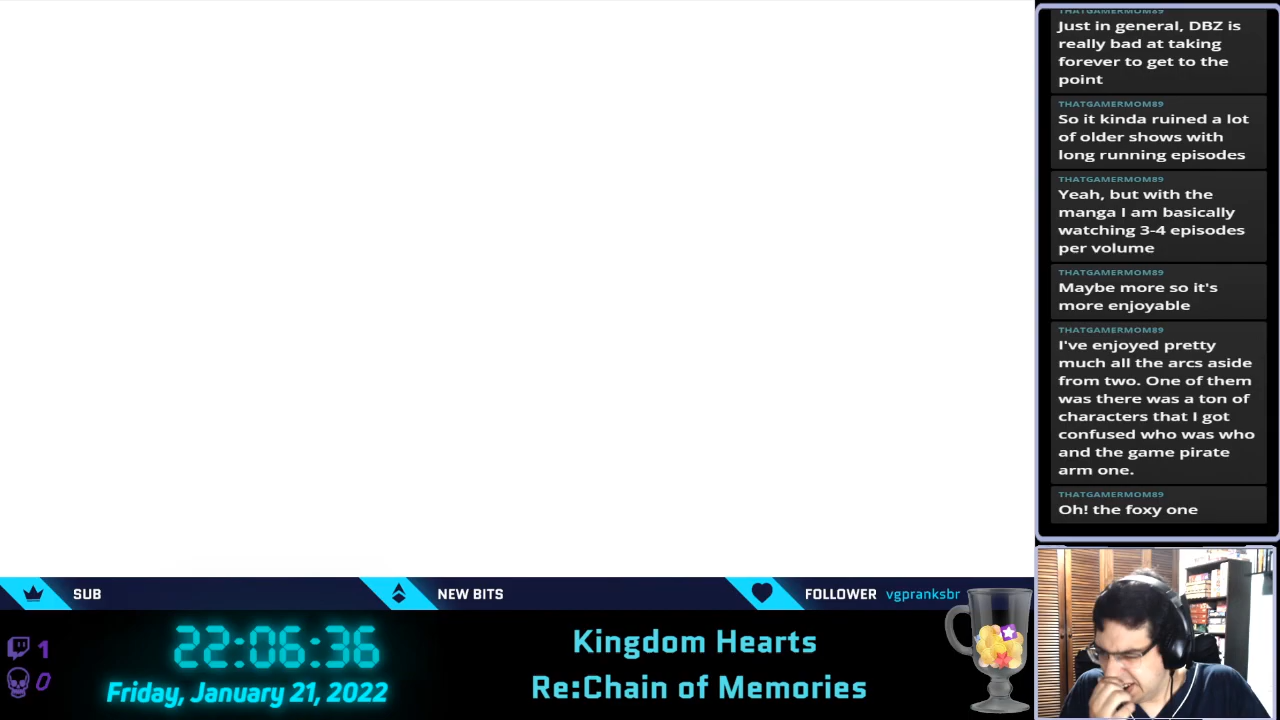 THATGAMERMOM89
Just in general, DBZ is
really bad at taking
forever to get to the
point
THATGAMERMOM89
So it kinda ruined a lot
of older shows with
long running episodes
THATGAMERMOM89
Yeah, but with the
manga I am basically
watching 3-4 episodes
per volume
THATGAMERMOM89
Maybe more so it's
more enjoyable
THATGAMERMOM89
I've enjoyed pretty
much all the arcs aside
from two. One of them
was there was a ton of
characters that I got
confused who was who
and the game pirate
arm one.
THATGAMERMOM89
Oh! the foxy one
SUB
NEW BITS
FOLLOWER vgpranksbr
1
0
22:06:36
Friday, January 21, 2022
Kingdom Hearts
Re:Chain of Memories